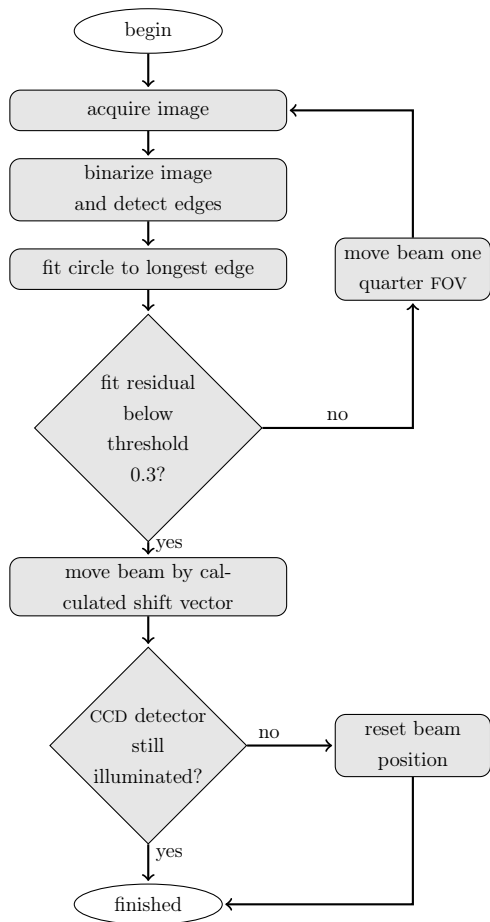 begin
acquire image
binarize image
and detect edges
fit circle to longest edge
move beam one
quarter FOV
fit residual
below
threshold
0.3?
no
yes
move beam by cal-
culated shift vector
CCD detector
still
illuminated?
no
reset beam
position
yes
finished